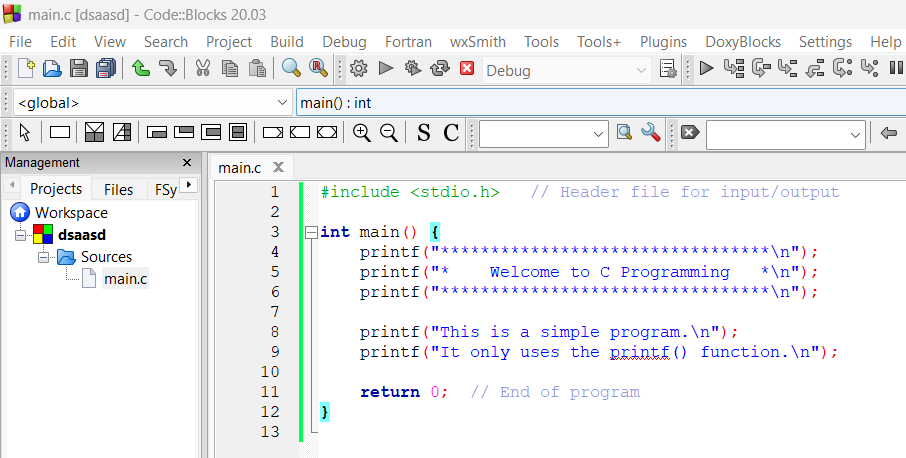 main.c [dsaasd] - Code::Blocks 20.03
File Edit View Search Project Build Debug Fortran wxSmith Tools Tools+ Plugins DoxyBlocks Settings Help
Debug
<global> main() : int
S C
Management
Projects Files FSy
Workspace
dsaasd
Sources
main.c
main.c
1 #include <stdio.h>   // Header file for input/output
2
3 int main() {
4     printf("*********************************\n");
5     printf("*    Welcome to C Programming   *\n");
6     printf("*********************************\n");
7
8     printf("This is a simple program.\n");
9     printf("It only uses the printf() function.\n");
10
11     return 0;  // End of program
12 }
13